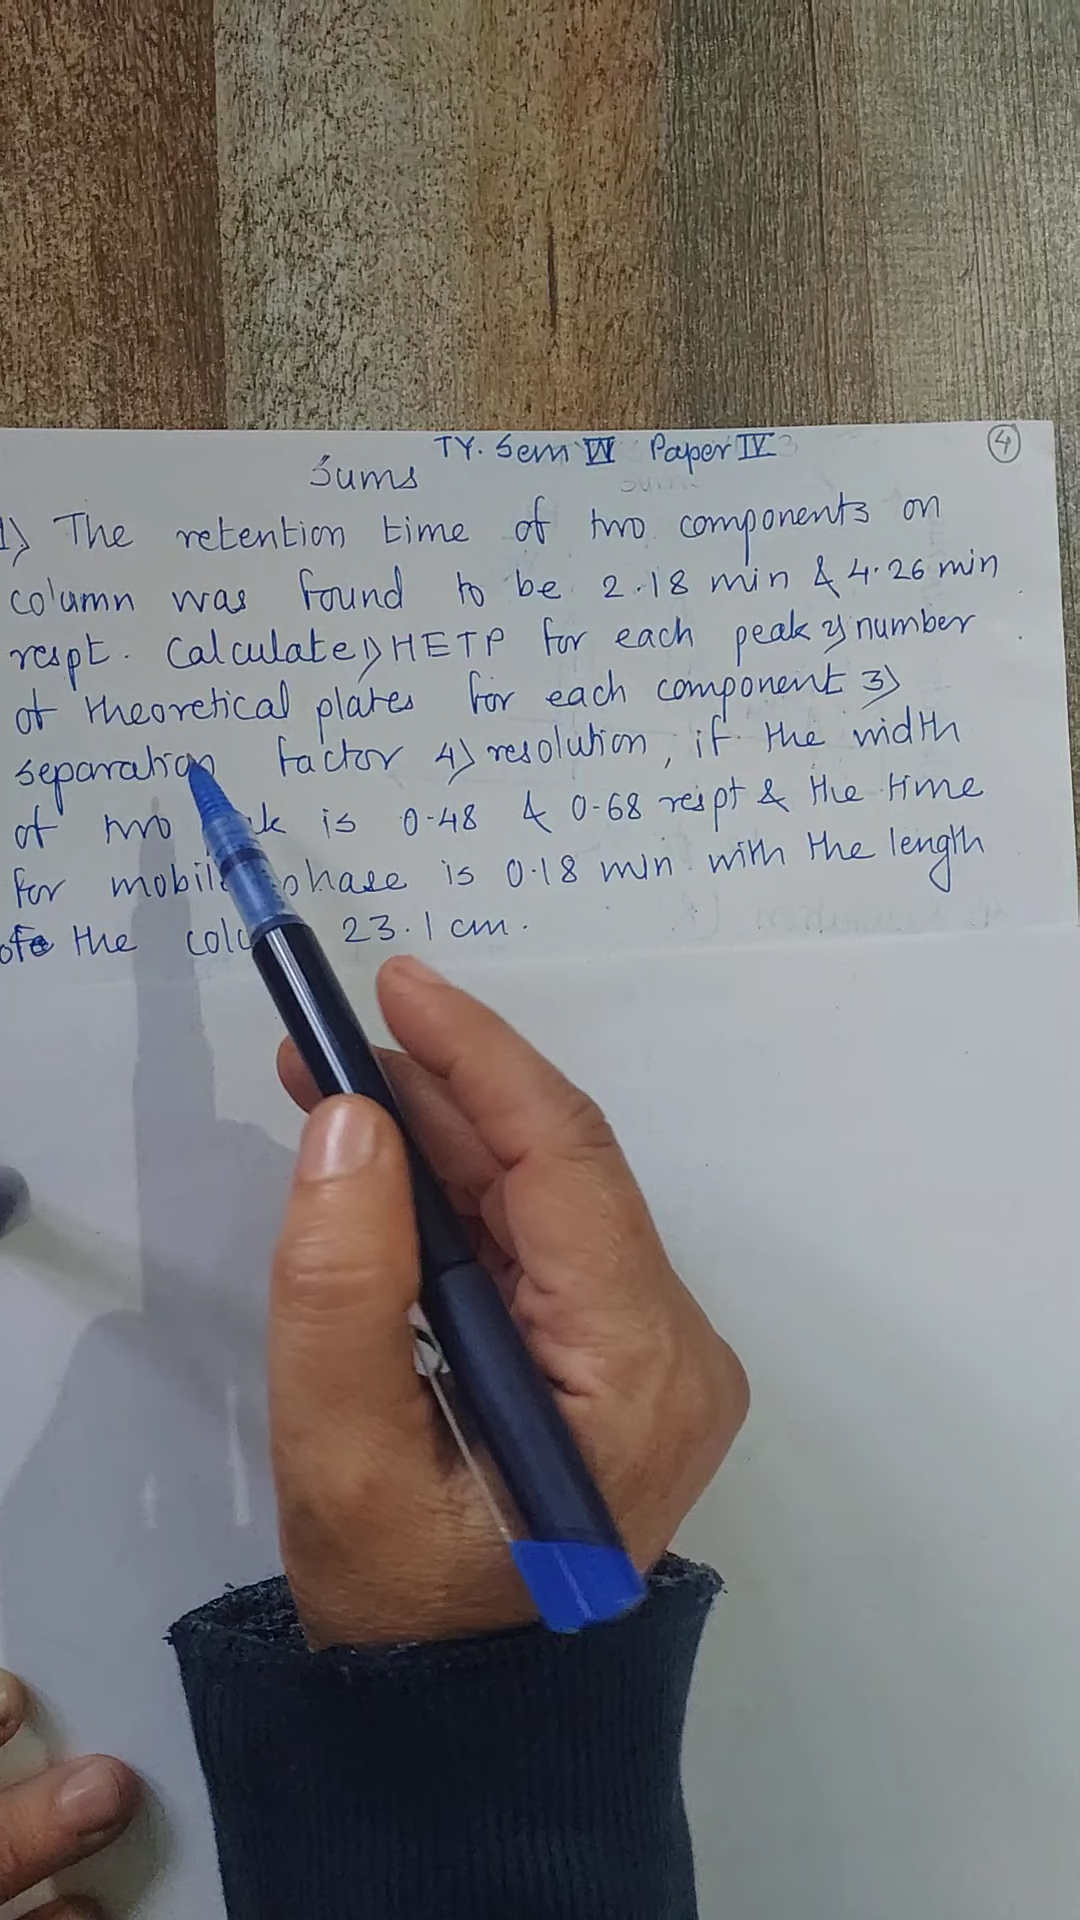 TY. Sem VI Paper IV
4
Sums
1) The retention time of two components on
column was found to be 2.18 min & 4.26 min
respt. Calculate 1) HETP for each peak 2) number
of theoretical plates for each component 3)
separation factor 4) resolution, if the width
of two is 0.48 & 0.68 respt & the time
for mobile phase is 0.18 min with the length
of the 23.1 cm.